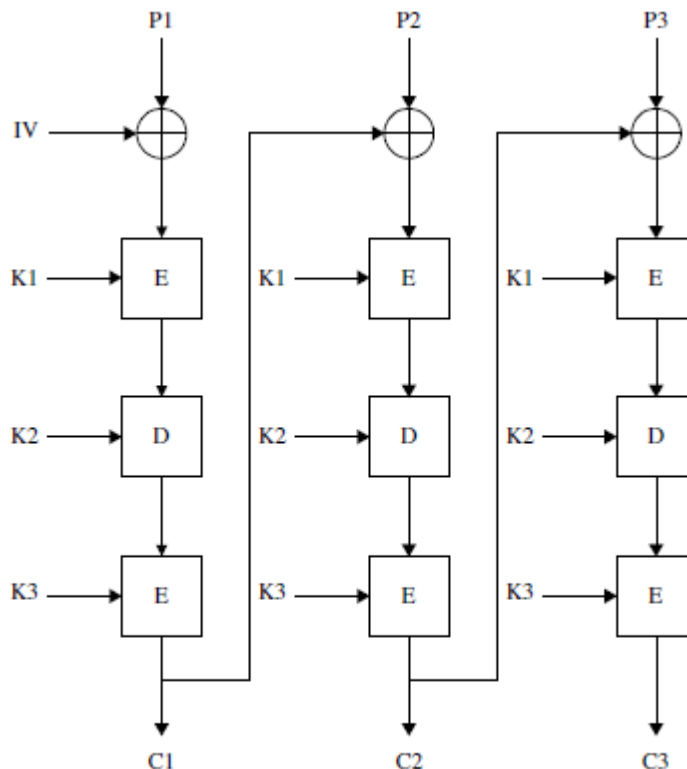 P1 P2 P3
IV
K1 E K1 E K1 E
K2 D K2 D K2 D
K3 E K3 E K3 E
C1 C2 C3